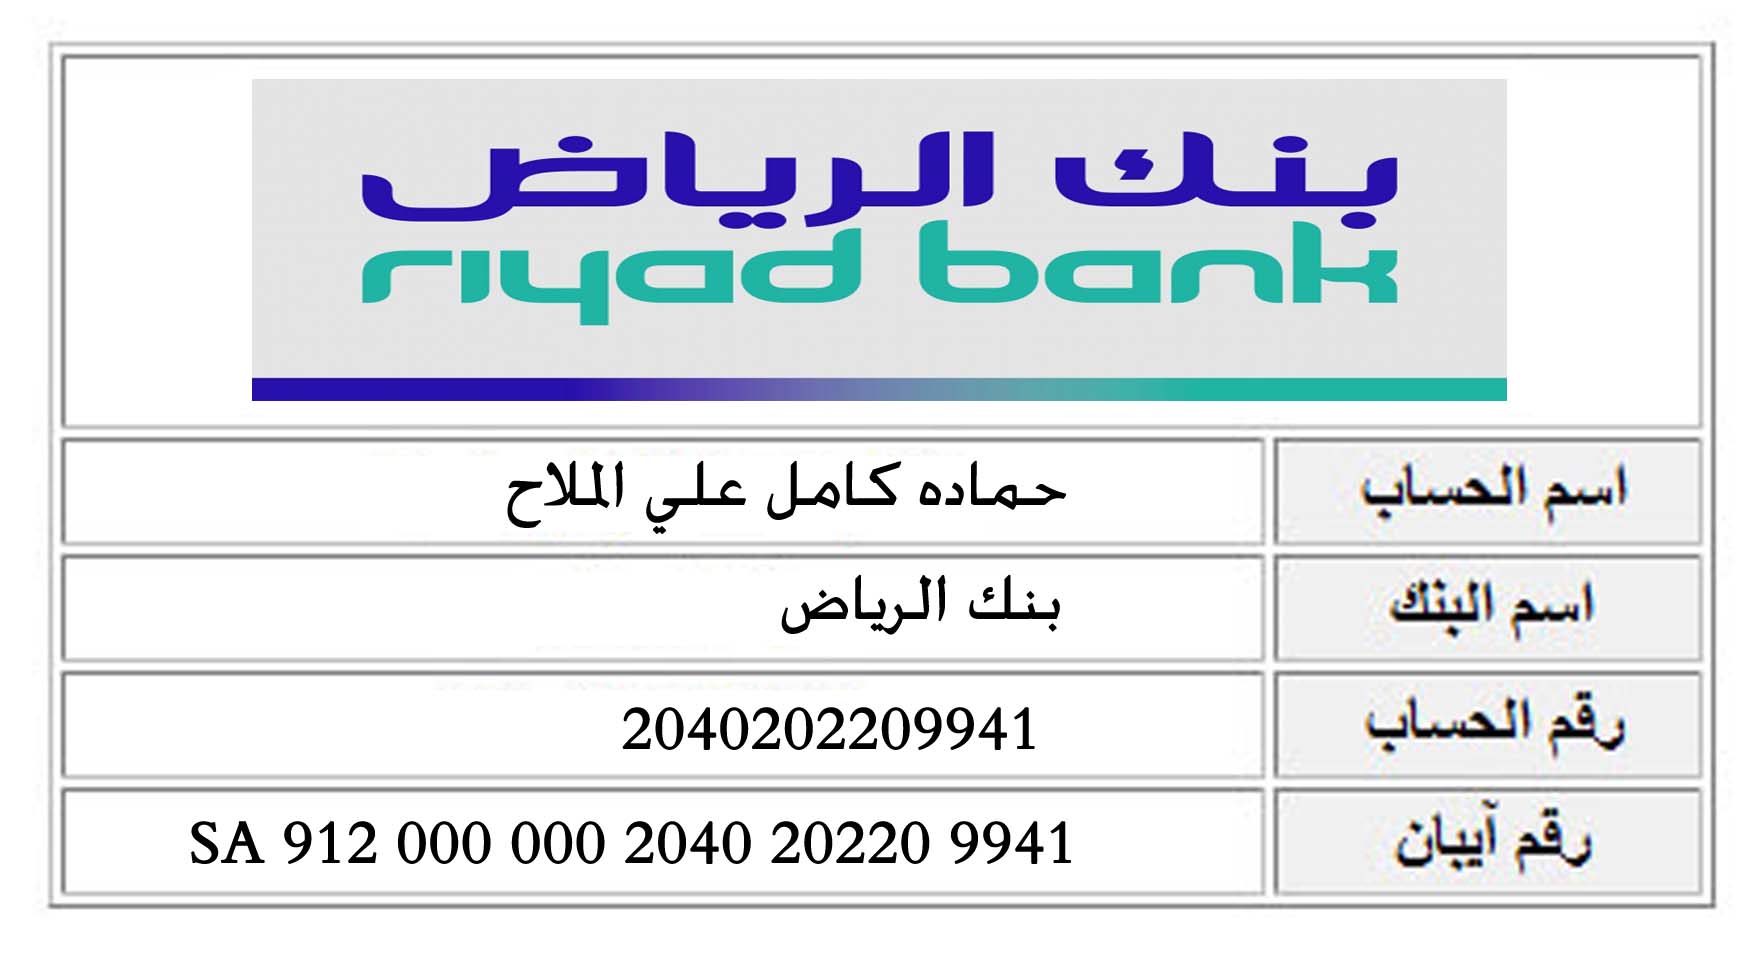 بنك الرياض
riyad bank
اسم الحساب حماده كامل علي الملاح
اسم البنك بنك الرياض
رقم الحساب 2040202209941
رقم آيبان SA 912 000 000 2040 20220 9941